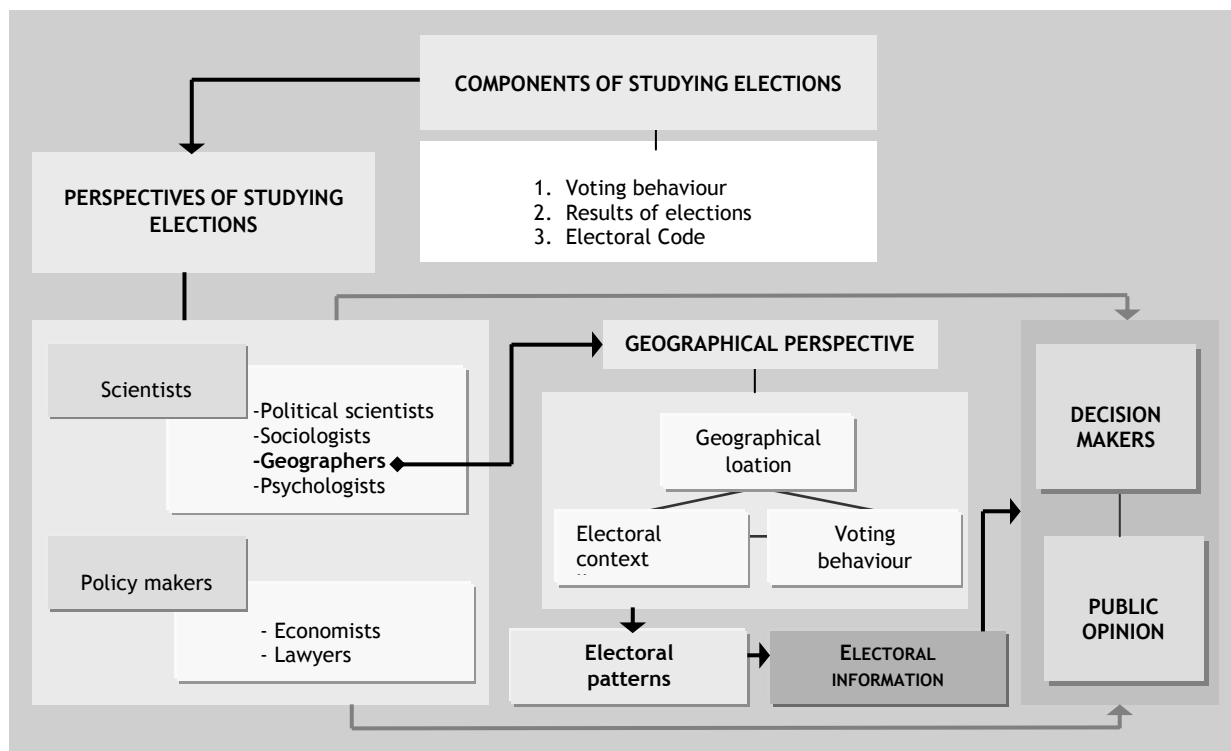 COMPONENTS OF STUDYING ELECTIONS
1. Voting behaviour
2. Results of elections
3. Electoral Code
PERSPECTIVES OF STUDYING
ELECTIONS
Scientists
-Political scientists
-Sociologists
-Geographers
-Psychologists
Policy makers
- Economists
- Lawyers
GEOGRAPHICAL PERSPECTIVE
Geographical
loation
Electoral
context
Voting
behaviour
Electoral
patterns
ELECTORAL
INFORMATION
DECISION
MAKERS
PUBLIC
OPINION